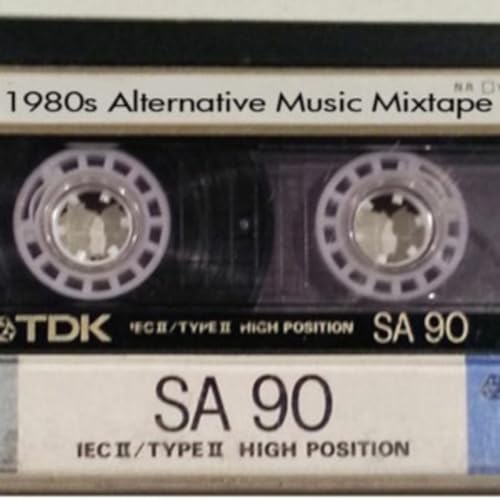 NR
1980s Alternative Music Mixtape
TDK IEC II/TYPE II HIGH POSITION SA 90
SA 90
IEC II/TYPE II HIGH POSITION